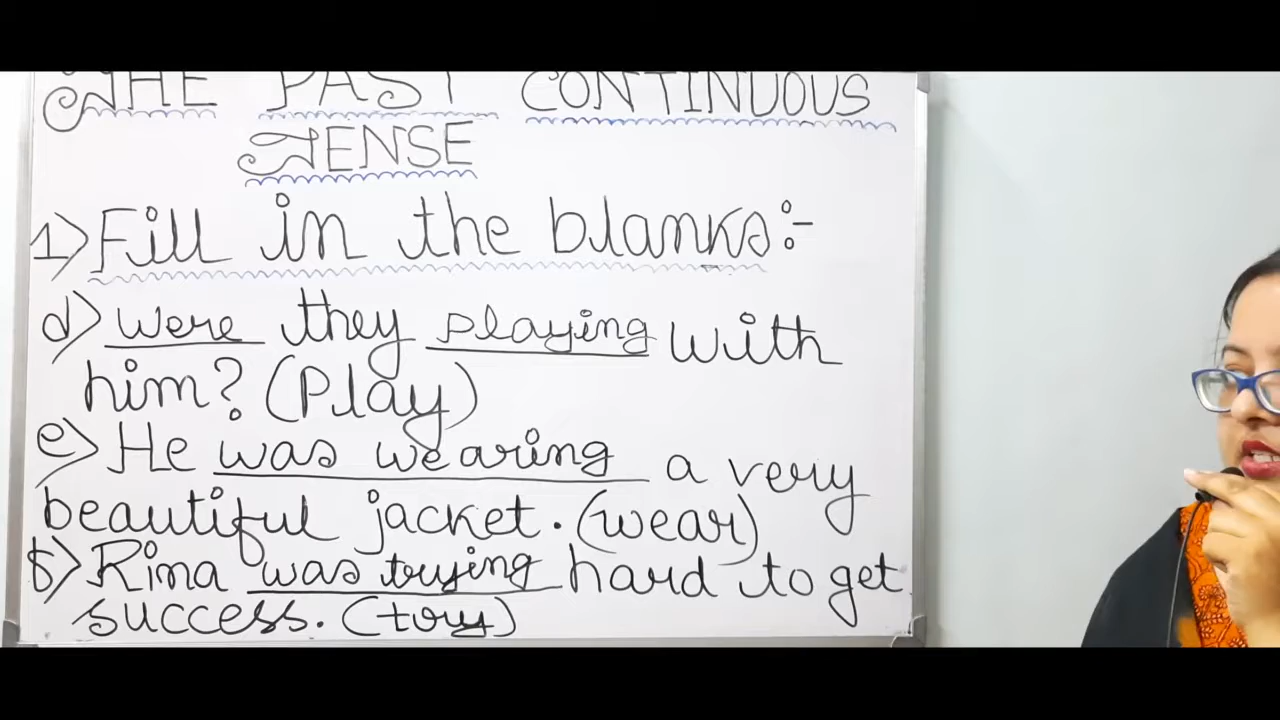 THE PAST CONTINUOUS
TENSE
1) Fill in the blanks:-
d) Were they playing with
him? (Play)
e) He was wearing a very
beautiful jacket. (wear)
f) Rina was trying hard to get
success. (try)